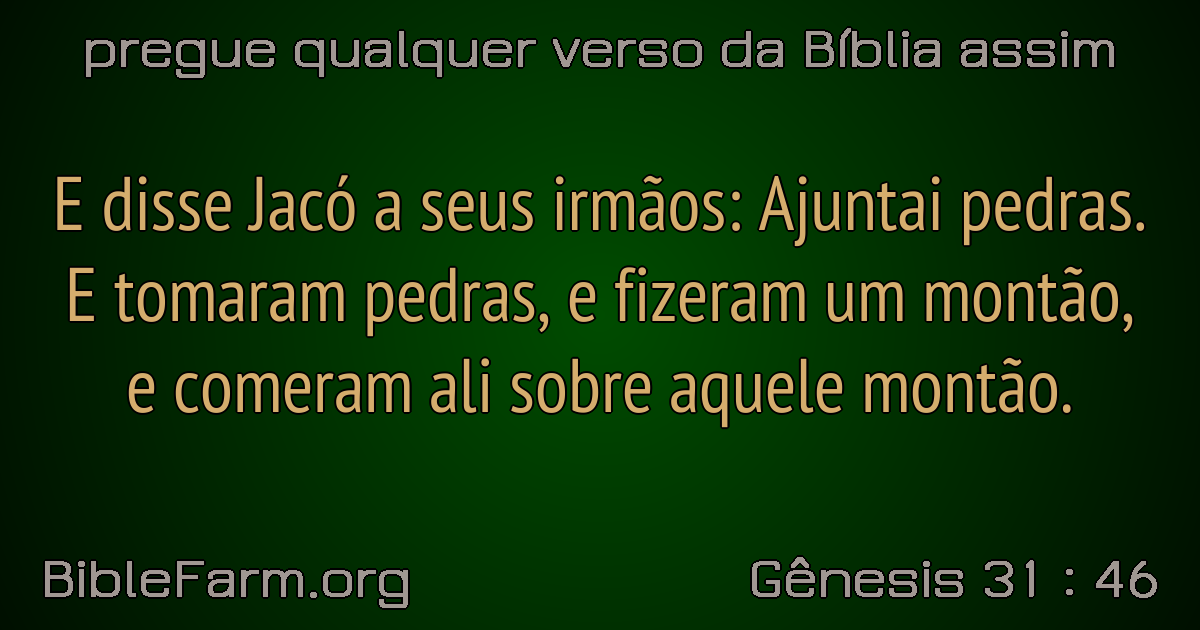 pregue qualquer verso da Bíblia assim
E disse Jacó a seus irmãos: Ajuntai pedras.
E tomaram pedras, e fizeram um montão,
e comeram ali sobre aquele montão.
BibleFarm.org
Gênesis 31 : 46